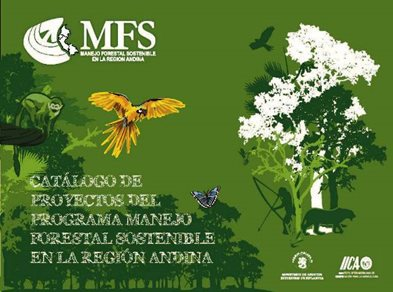 MFS
MANEJO FORESTAL SOSTENIBLE
EN LA REGION ANDINA
CATÁLOGO DE
PROYECTOS DEL
PROGRAMA MANEJO
FORESTAL SOSTENIBLE
EN LA REGIÓN ANDINA
IICA